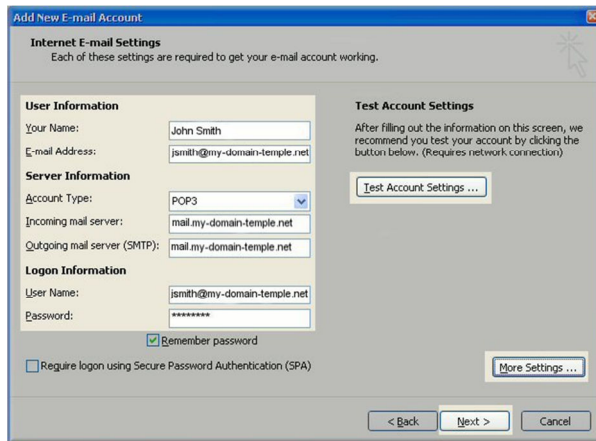 Add New E-mail Account
Internet E-mail Settings
Each of these settings are required to get your e-mail account working.
User Information
Your Name: John Smith
E-mail Address: jsmith@my-domain-temple.net
Server Information
Account Type: POP3
Incoming mail server: mail.my-domain-temple.net
Outgoing mail server (SMTP): mail.my-domain-temple.net
Logon Information
User Name: jsmith@my-domain-temple.net
Password: ********
Remember password
Require logon using Secure Password Authentication (SPA)
Test Account Settings
After filling out the information on this screen, we
recommend you test your account by clicking the
button below. (Requires network connection)
Test Account Settings ...
More Settings ...
< Back Next > Cancel